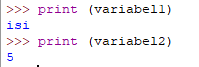 >>> print (variabel1)
isi
>>> print (variabel2)
5